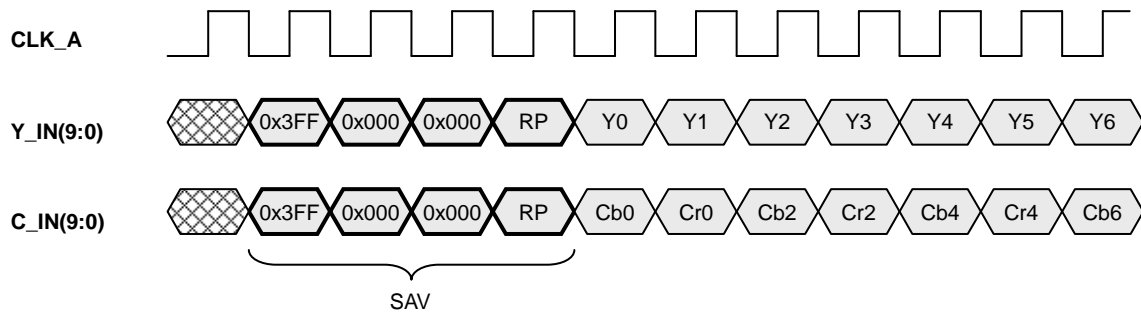 CLK_A
Y_IN(9:0) 0x3FF 0x000 0x000 RP Y0 Y1 Y2 Y3 Y4 Y5 Y6
C_IN(9:0) 0x3FF 0x000 0x000 RP Cb0 Cr0 Cb2 Cr2 Cb4 Cr4 Cb6
SAV